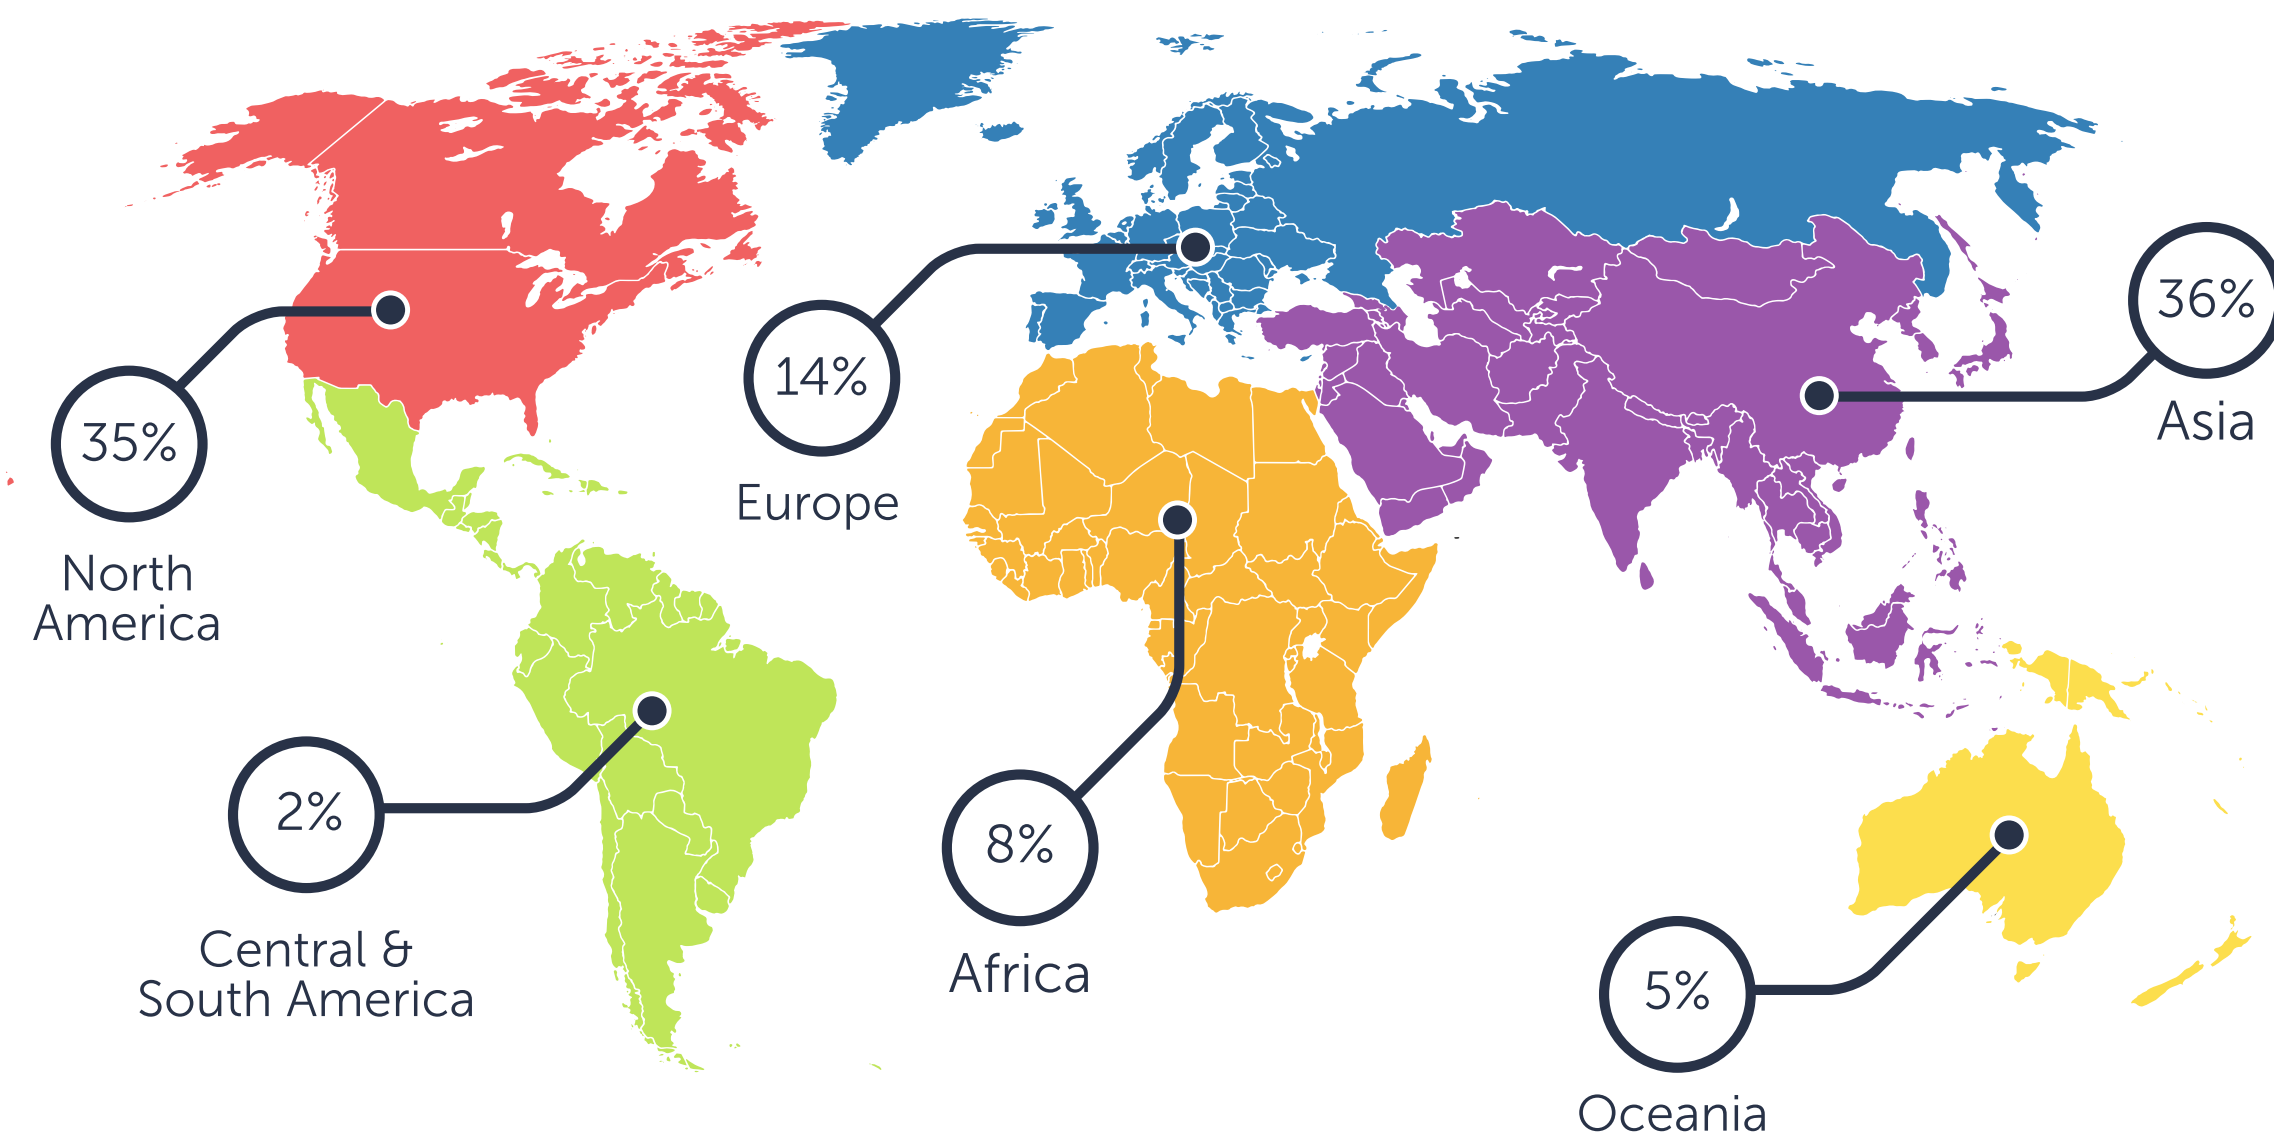 35%
North
America
14%
Europe
36%
Asia
2%
Central &
South America
8%
Africa
5%
Oceania